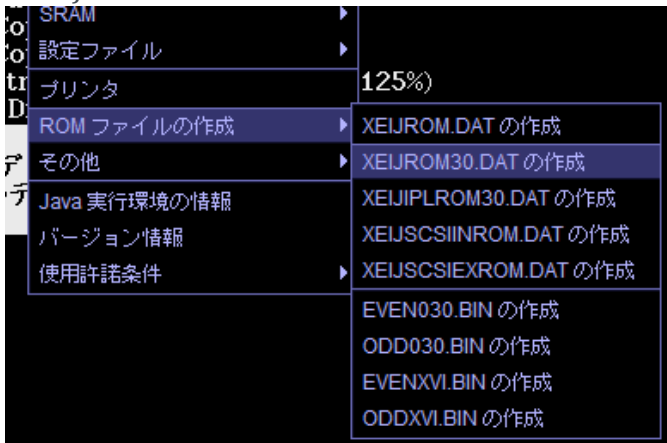 SRAM
設定ファイル
プリンタ
125%)
ROM ファイルの作成
XEIJROM.DAT の作成
その他
XEIJROM30.DAT の作成
Java 実行環境の情報
XEIJIPLROM30.DAT の作成
バージョン情報
XEIJSCSIINROM.DAT の作成
使用許諾条件
XEIJSCSIEXROM.DAT の作成
EVEN030.BIN の作成
ODD030.BIN の作成
EVENXVI.BIN の作成
ODDXVI.BIN の作成